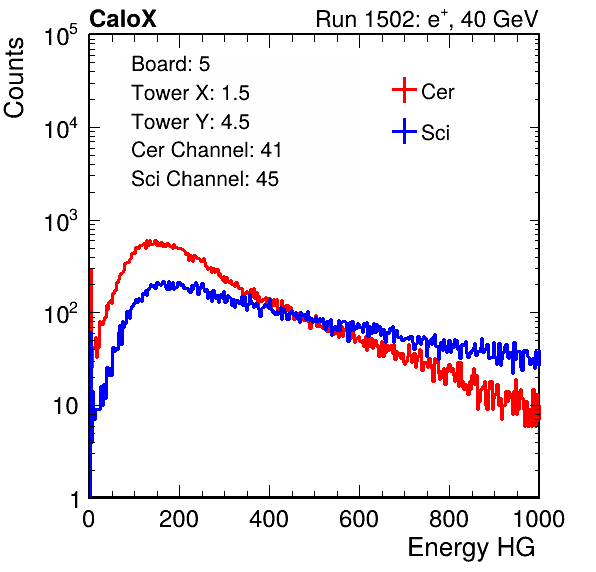 CaloX Run 1502: e⁺, 40 GeV
Counts
10⁵
10⁴
10³
10²
10
1
Board: 5
Tower X: 1.5
Tower Y: 4.5
Cer Channel: 41
Sci Channel: 45
Cer
Sci
0 200 400 600 800 1000
Energy HG